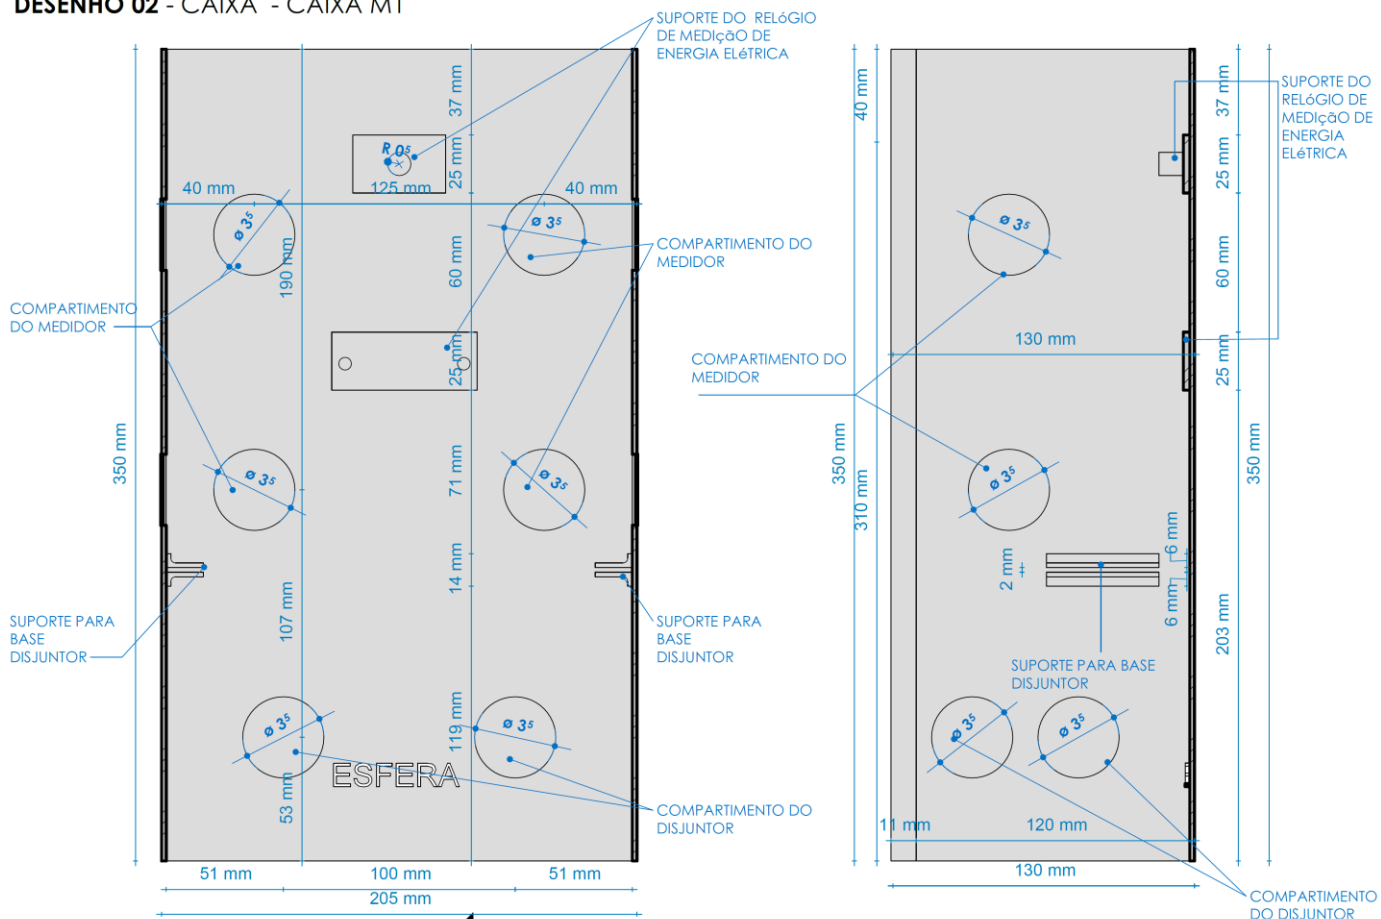 DESENHO 02 - CAIXA - CAIXA M1
SUPORTE DO RELóGIO
DE MEDIçãO DE
ENERGIA ELéTRICA
37 mm
R 0⁵
25 mm
40 mm
125 mm
40 mm
ø 3⁵
ø 3⁵
190 mm
60 mm
COMPARTIMENTO DO
MEDIDOR
COMPARTIMENTO
DO MEDIDOR
25 mm
350 mm
ø 3⁵
ø 3⁵
71 mm
14 mm
107 mm
SUPORTE PARA
BASE
DISJUNTOR
SUPORTE PARA
BASE
DISJUNTOR
ø 3⁵
ø 3⁵
119 mm
ESFERA
53 mm
COMPARTIMENTO DO
DISJUNTOR
51 mm
100 mm
51 mm
205 mm
40 mm
37 mm
SUPORTE DO
RELóGIO DE
MEDIçãO DE
ENERGIA
ELéTRICA
25 mm
ø 3⁵
60 mm
130 mm
COMPARTIMENTO DO
MEDIDOR
25 mm
350 mm
310 mm
ø 3⁵
350 mm
2 mm
6 mm
6 mm
203 mm
SUPORTE PARA BASE
DISJUNTOR
ø 3⁵
ø 3⁵
11 mm
120 mm
130 mm
COMPARTIMENTO
DO DISJUNTOR